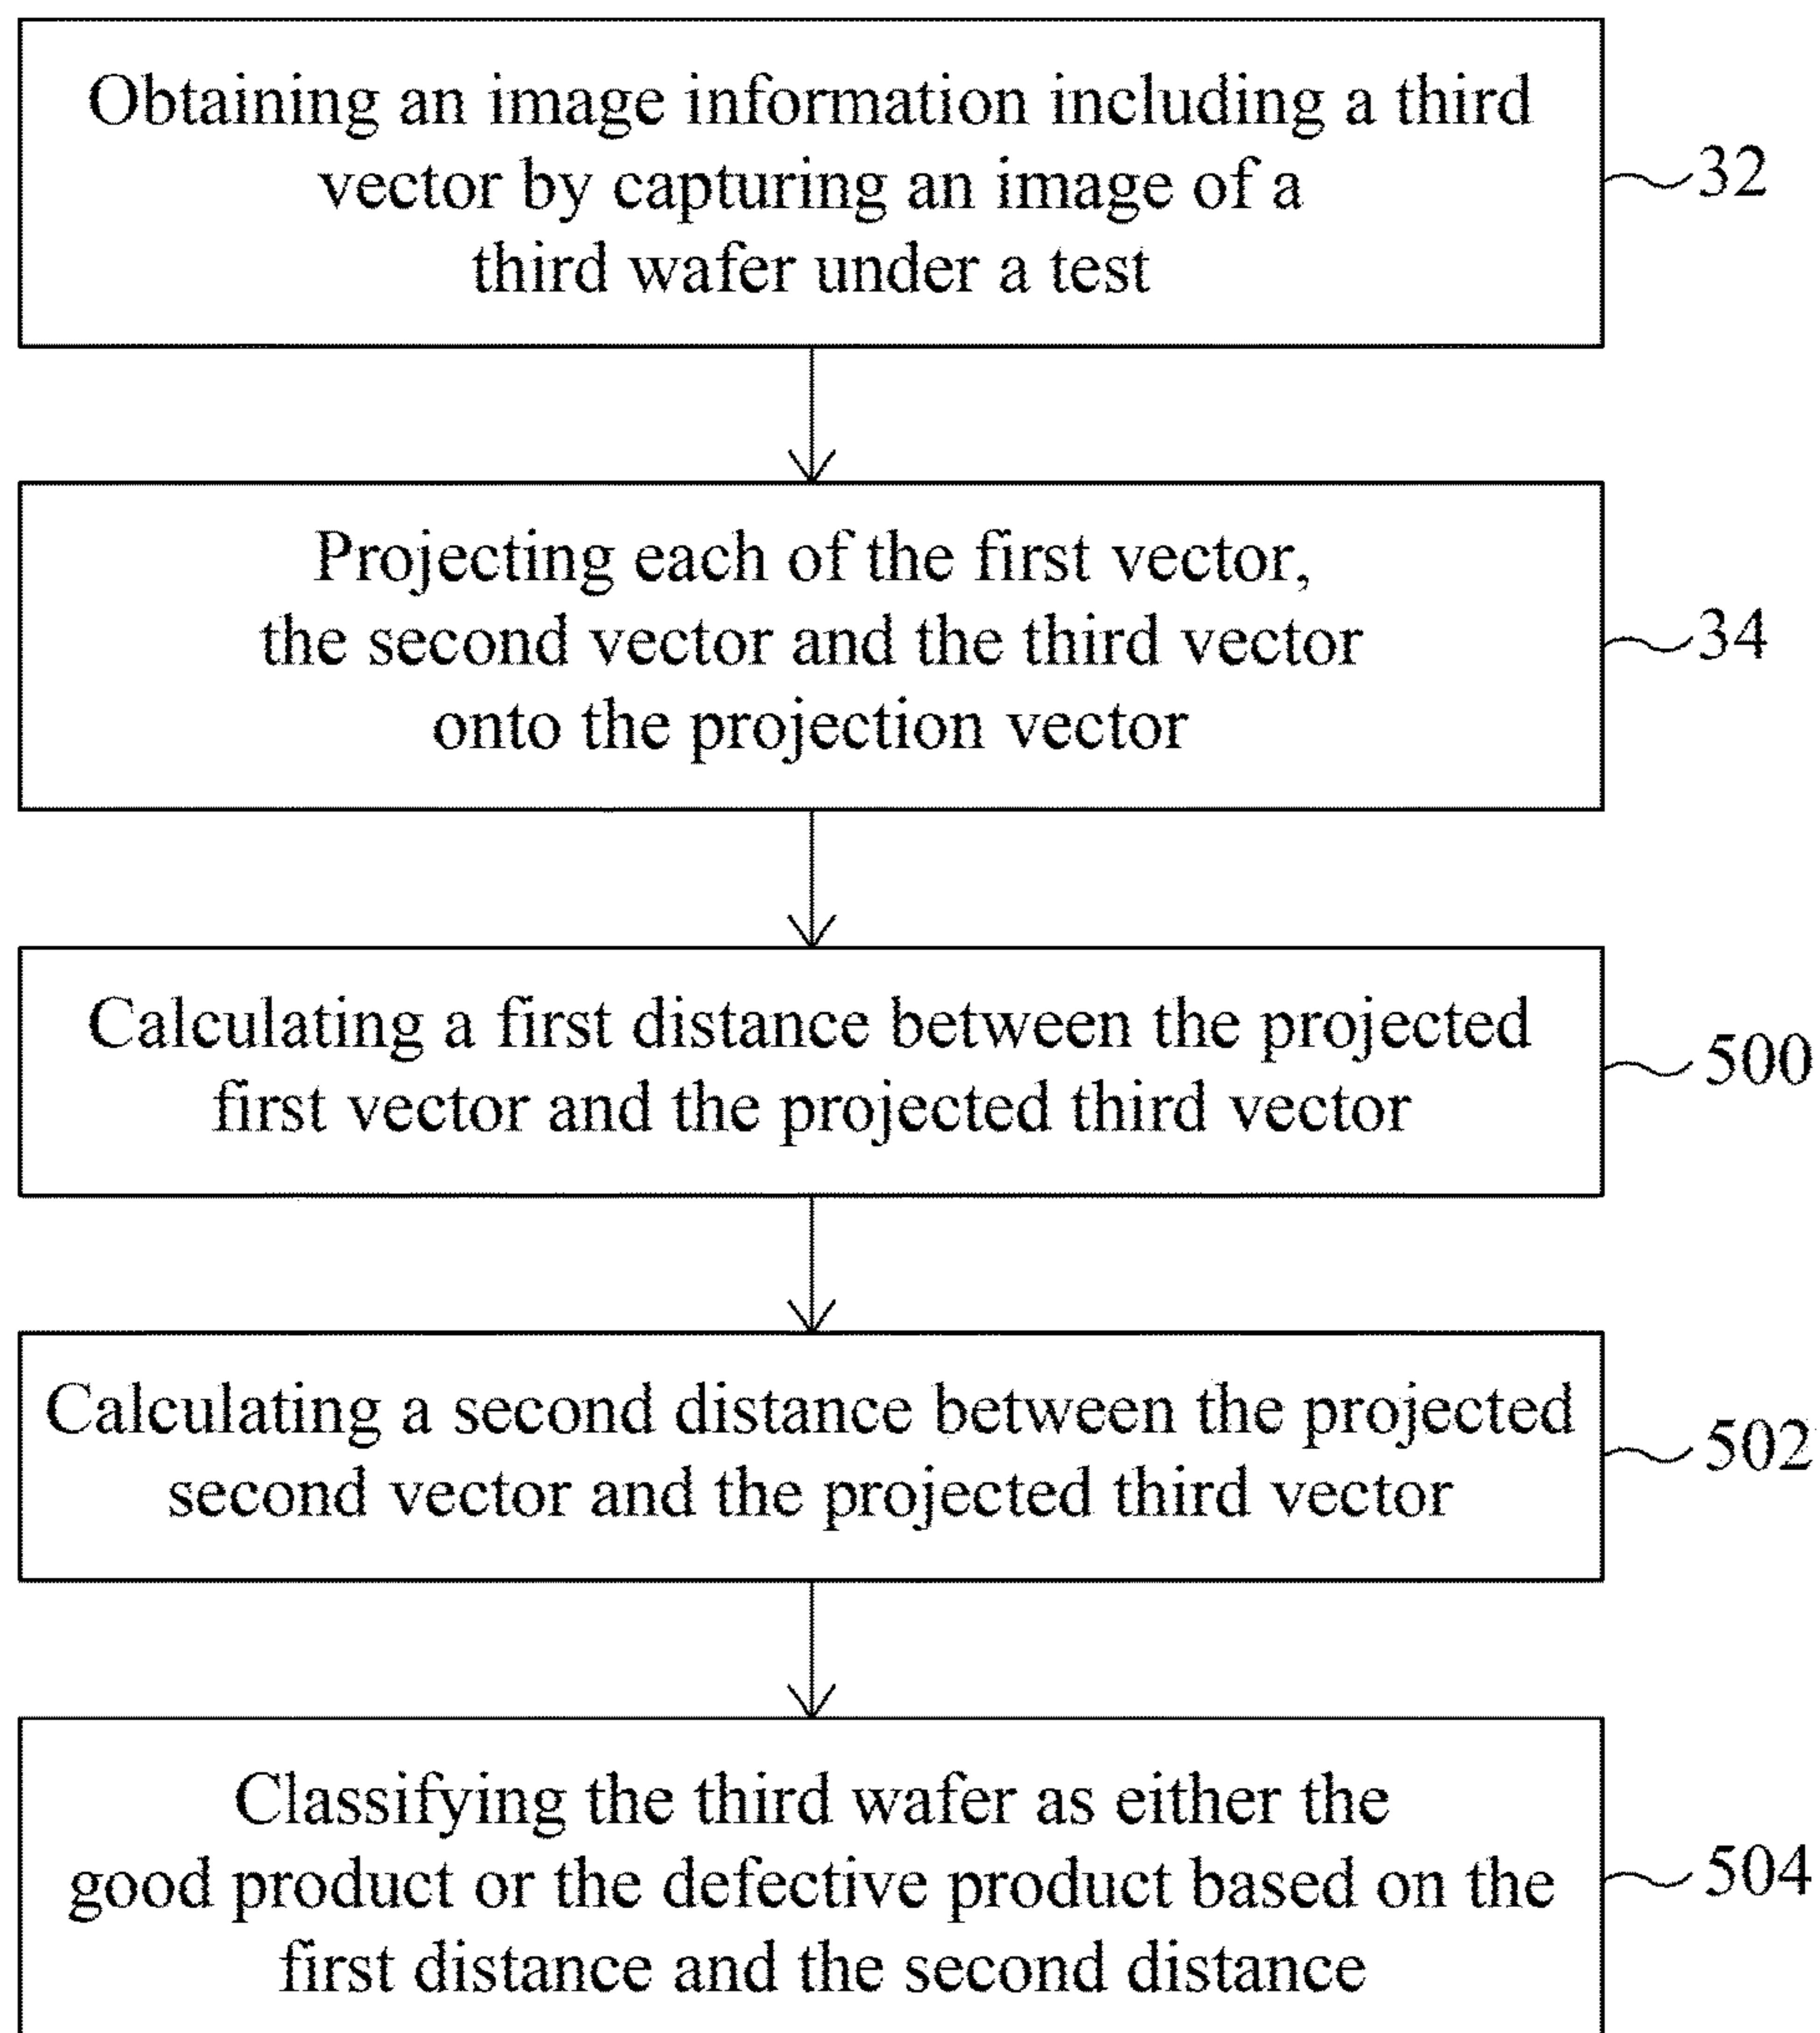 Obtaining an image information including a third
vector by capturing an image of a
third wafer under a test
32
Projecting each of the first vector,
the second vector and the third vector
onto the projection vector
34
Calculating a first distance between the projected
first vector and the projected third vector
500
Calculating a second distance between the projected
second vector and the projected third vector
502
Classifying the third wafer as either the
good product or the defective product based on the
first distance and the second distance
504